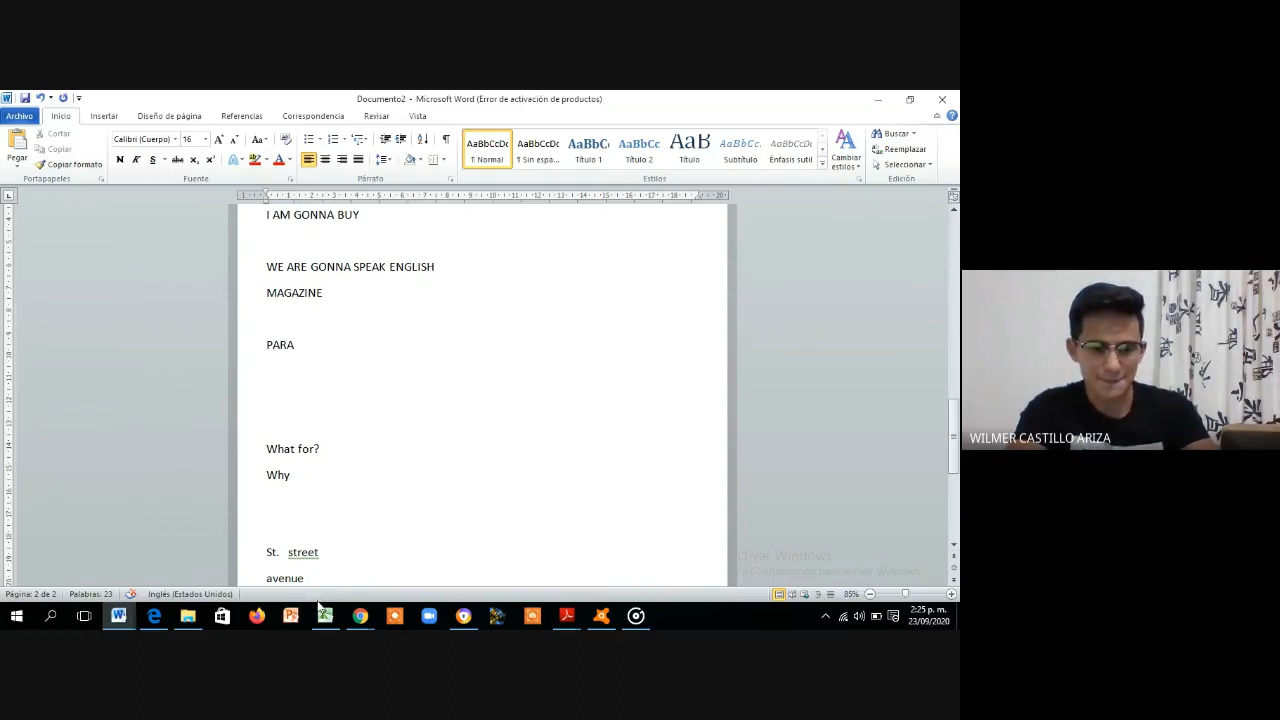 Documento2 - Microsoft Word (Error de activación de productos)
Archivo Inicio Insertar Diseño de página Referencias Correspondencia Revisar Vista
Pegar
Cortar
Copiar
Copiar formato
Portapapeles
Calibri (Cuerpo) 16
Fuente
Párrafo
AaBbCcDc AaBbCcDc AaBbC AaBbCc AaB AaBbCc. AaBbCcDc
¶ Normal ¶ Sin espa... Título 1 Título 2 Título Subtítulo Énfasis sutil
Estilos
Cambiar
estilos
Buscar
Reemplazar
Seleccionar
Edición
I AM GONNA BUY
WE ARE GONNA SPEAK ENGLISH
MAGAZINE
PARA
What for?
Why
St. street
avenue
WILMER CASTILLO ARIZA
Página: 2 de 2 Palabras: 23 Inglés (Estados Unidos) 85%
2:25 p. m.
23/09/2020